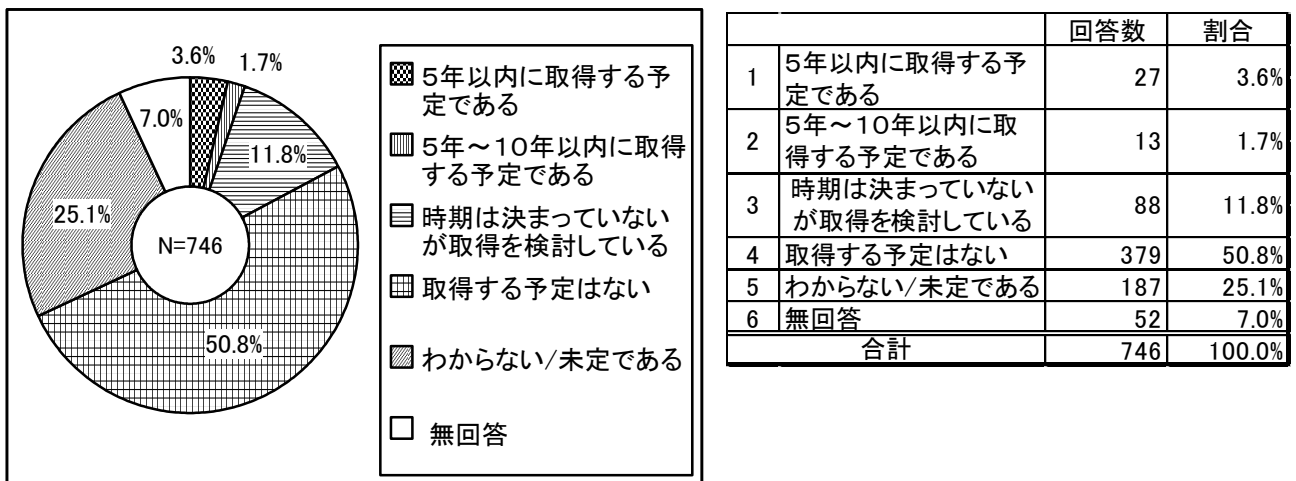 3.6%
1.7%
7.0%
11.8%
25.1%
N=746
50.8%
5年以内に取得する予
定である
5年~10年以内に取得
する予定である
時期は決まっていない
が取得を検討している
取得する予定はない
わからない/未定である
無回答
回答数 割合
1 5年以内に取得する予
定である 27 3.6%
2 5年~10年以内に取
得する予定である 13 1.7%
3 時期は決まっていない
が取得を検討している 88 11.8%
4 取得する予定はない 379 50.8%
5 わからない/未定である 187 25.1%
6 無回答 52 7.0%
合計 746 100.0%